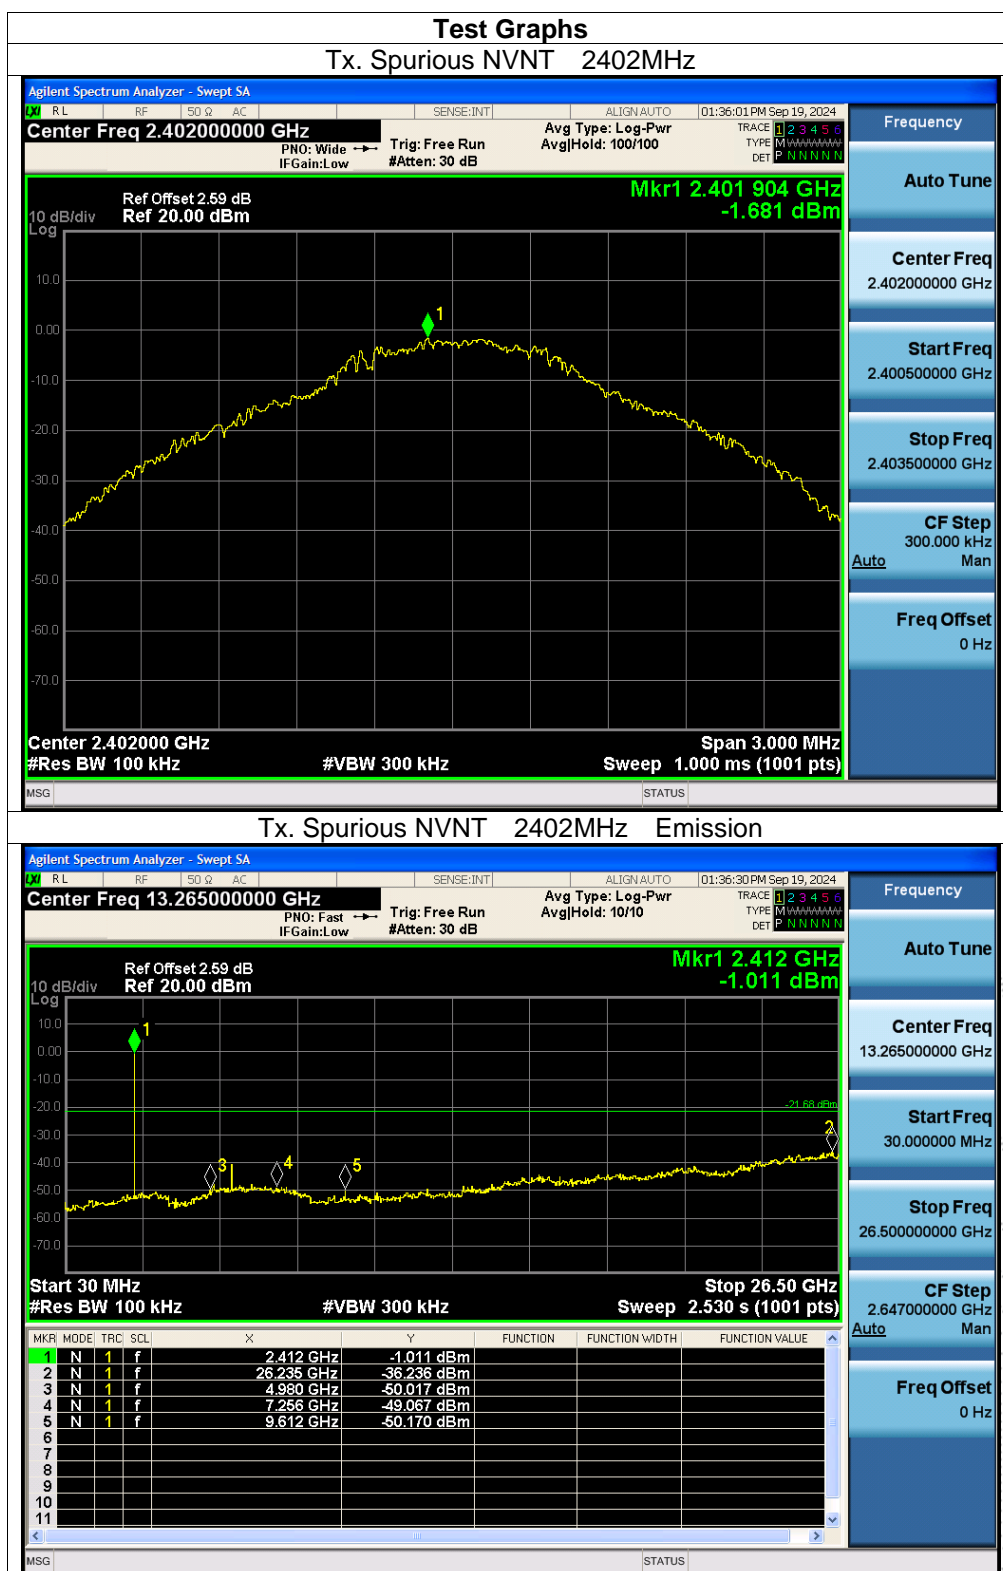 Test Graphs
Tx. Spurious NVNT 2402MHz
Agilent Spectrum Analyzer - Swept SA
LXI RL RF 50 Ω AC SENSE:INT ALIGN AUTO 01:36:01 PM Sep 19, 2024
Center Freq 2.402000000 GHz
PNO: Wide
IFGain:Low
Trig: Free Run
#Atten: 30 dB
Avg Type: Log-Pwr
Avg|Hold: 100/100
TRACE 1 2 3 4 5 6
TYPE M
DET P N N N N N
Frequency
Auto Tune
Center Freq
2.402000000 GHz
Start Freq
2.400500000 GHz
Stop Freq
2.403500000 GHz
CF Step
300.000 kHz
Auto Man
Freq Offset
0 Hz
Mkr1 2.401 904 GHz
-1.681 dBm
Ref Offset 2.59 dB
10 dB/div Ref 20.00 dBm
Log
10.0
1
0.00
-10.0
-20.0
-30.0
-40.0
-50.0
-60.0
-70.0
Center 2.402000 GHz Span 3.000 MHz
#Res BW 100 kHz #VBW 300 kHz Sweep 1.000 ms (1001 pts)
MSG STATUS
Tx. Spurious NVNT 2402MHz Emission
Agilent Spectrum Analyzer - Swept SA
LXI RL RF 50 Ω AC SENSE:INT ALIGN AUTO 01:36:30 PM Sep 19, 2024
Center Freq 13.265000000 GHz
PNO: Fast
IFGain:Low
Trig: Free Run
#Atten: 30 dB
Avg Type: Log-Pwr
Avg|Hold: 10/10
TRACE 1 2 3 4 5 6
TYPE M
DET P N N N N N
Frequency
Auto Tune
Center Freq
13.265000000 GHz
Start Freq
30.000000 MHz
Stop Freq
26.500000000 GHz
CF Step
2.647000000 GHz
Auto Man
Freq Offset
0 Hz
Mkr1 2.412 GHz
-1.011 dBm
Ref Offset 2.59 dB
10 dB/div Ref 20.00 dBm
Log
10.0
1
0.00
-10.0
-20.0
-21.68 dBm
-30.0
2
-40.0
3 4 5
-50.0
-60.0
-70.0
Start 30 MHz Stop 26.50 GHz
#Res BW 100 kHz #VBW 300 kHz Sweep 2.530 s (1001 pts)
MKR MODE TRC SCL X Y FUNCTION FUNCTION WIDTH FUNCTION VALUE
1 N 1 f 2.412 GHz -1.011 dBm
2 N 1 f 26.235 GHz -36.236 dBm
3 N 1 f 4.980 GHz -50.017 dBm
4 N 1 f 7.256 GHz -49.067 dBm
5 N 1 f 9.612 GHz -50.170 dBm
6
7
8
9
10
11
MSG STATUS